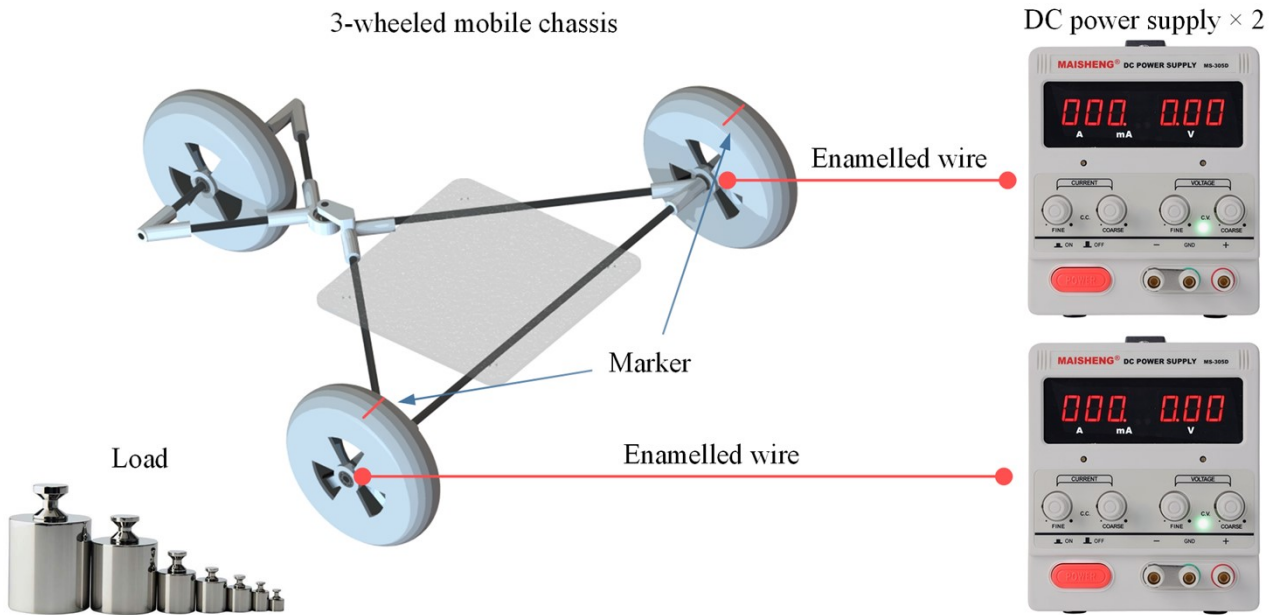 3-wheeled mobile chassis
DC power supply × 2
MAISHENG® DC POWER SUPPLY MS-305D
000. 0.00
A mA V
CURRENT VOLTAGE
C.C. C.V.
FINE COARSE FINE COARSE
ON OFF − GND +
POWER
Enamelled wire
Marker
MAISHENG® DC POWER SUPPLY MS-305D
000. 0.00
A mA V
CURRENT VOLTAGE
C.C. C.V.
FINE COARSE FINE COARSE
ON OFF − GND +
POWER
Enamelled wire
Load